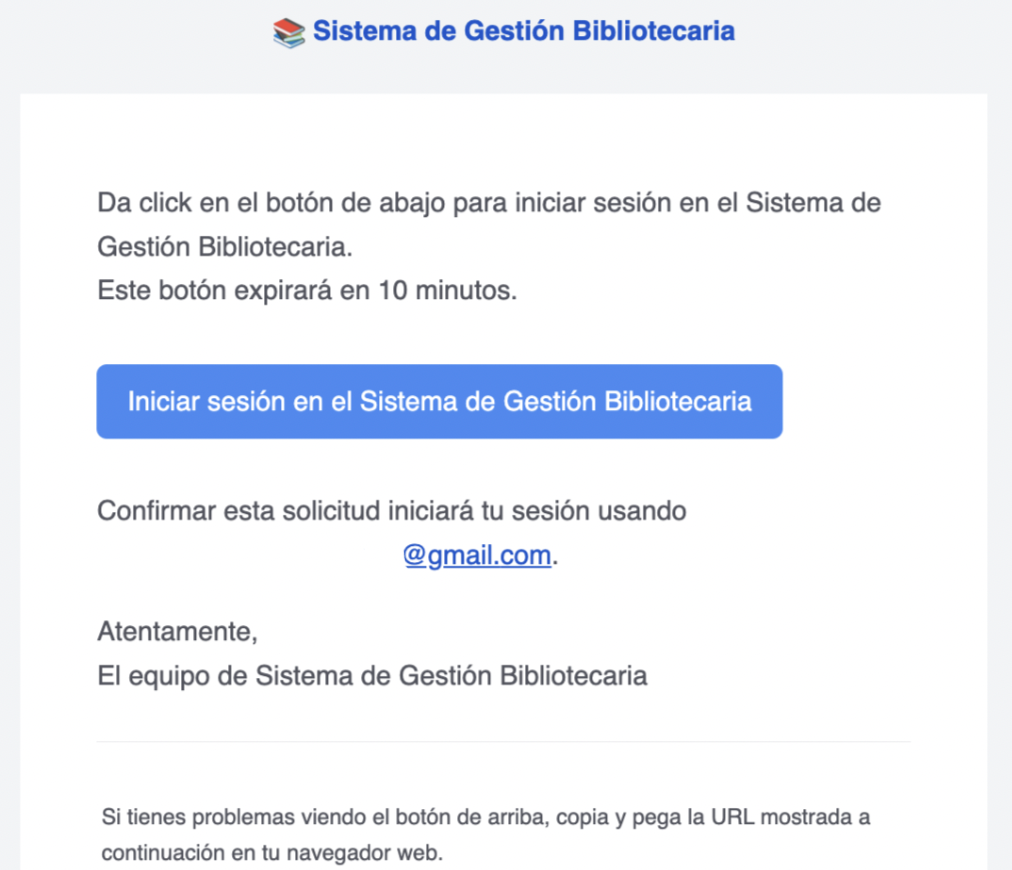 Sistema de Gestión Bibliotecaria
Da click en el botón de abajo para iniciar sesión en el Sistema de
Gestión Bibliotecaria.
Este botón expirará en 10 minutos.
Iniciar sesión en el Sistema de Gestión Bibliotecaria
Confirmar esta solicitud iniciará tu sesión usando
@gmail.com.
Atentamente,
El equipo de Sistema de Gestión Bibliotecaria
Si tienes problemas viendo el botón de arriba, copia y pega la URL mostrada a
continuación en tu navegador web.